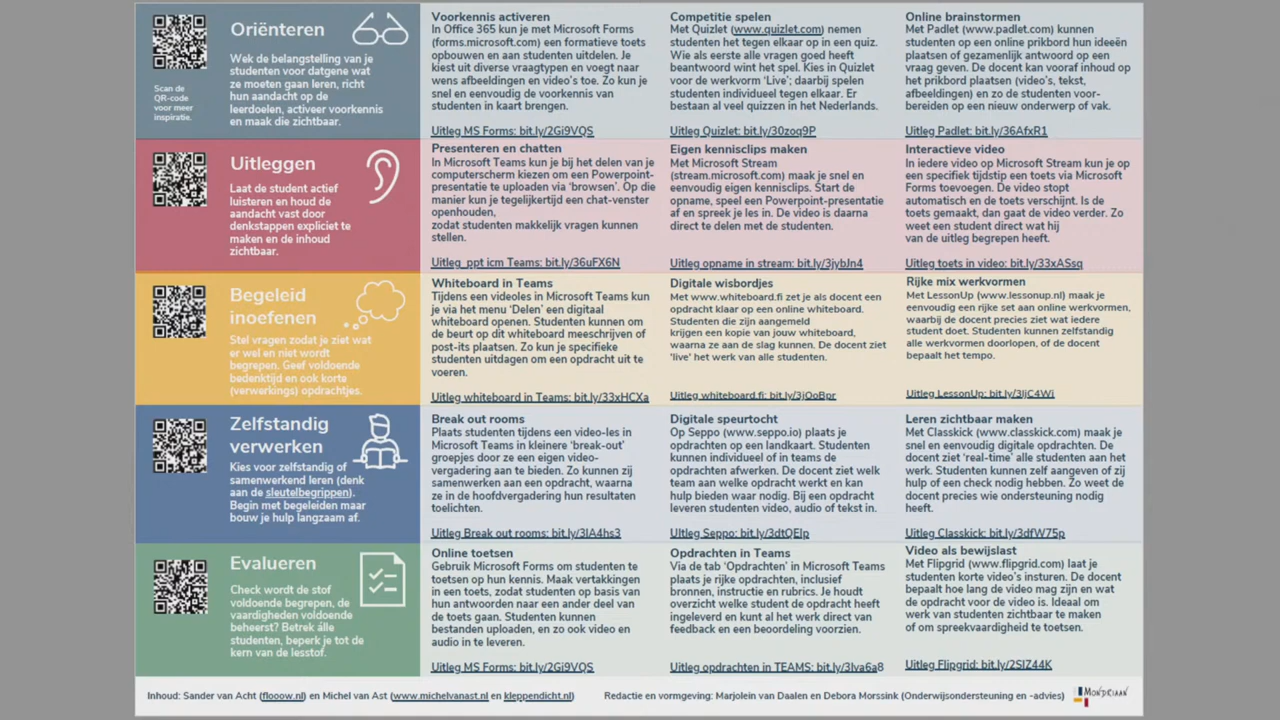 Oriënteren
Wek de belangstelling van je
studenten voor datgene wat
ze moeten gaan leren, richt
hun aandacht op de
leerdoelen, activeer voorkennis
en maak die zichtbaar.
Scan de
QR-code
voor meer
inspiratie.
Voorkennis activeren
In Office 365 kun je met Microsoft Forms
(forms.microsoft.com) een formatieve toets
opbouwen en aan studenten uitdelen. Je
kiest uit diverse vraagtypen en voegt naar
wens afbeeldingen en video's toe. Zo kun je
snel en eenvoudig de voorkennis van
studenten in kaart brengen.
Uitleg MS Forms: bit.ly/2Gi9VQS
Competitie spelen
Met Quizlet (www.quizlet.com) nemen
studenten het tegen elkaar op in een quiz.
Wie als eerste alle vragen goed heeft
beantwoord wint het spel. Kies in Quizlet
voor de werkvorm 'Live'; daarbij spelen
studenten individueel tegen elkaar. Er
bestaan al veel quizzen in het Nederlands.
Uitleg Quizlet: bit.ly/30zoq9P
Online brainstormen
Met Padlet (www.padlet.com) kunnen
studenten op een online prikbord hun ideeën
plaatsen of gezamenlijk antwoord op een
vraag geven. De docent kan vooraf inhoud op
het prikbord plaatsen (video's, tekst,
afbeeldingen) en zo de studenten voor-
bereiden op een nieuw onderwerp of vak.
Uitleg Padlet: bit.ly/36AfxR1
Uitleggen
Laat de student actief
luisteren en houd de
aandacht vast door
denkstappen expliciet te
maken en de inhoud
zichtbaar.
Presenteren en chatten
In Microsoft Teams kun je bij het delen van je
computerscherm kiezen om een Powerpoint-
presentatie te uploaden via 'browsen'. Op die
manier kun je tegelijkertijd een chat-venster
openhouden,
zodat studenten makkelijk vragen kunnen
stellen.
Uitleg ppt icm Teams: bit.ly/36uFX6N
Eigen kennisclips maken
Met Microsoft Stream
(stream.microsoft.com) maak je snel en
eenvoudig eigen kennisclips. Start de
opname, speel een Powerpoint-presentatie
af en spreek je les in. De video is daarna
direct te delen met de studenten.
Uitleg opname in stream: bit.ly/3jybJn4
Interactieve video
In iedere video op Microsoft Stream kun je op
een specifiek tijdstip een toets via Microsoft
Forms toevoegen. De video stopt
automatisch en de toets verschijnt. Is de
toets gemaakt, dan gaat de video verder. Zo
weet een student direct wat hij
van de uitleg begrepen heeft.
Uitleg toets in video: bit.ly/33xASsq
Begeleid
inoefenen
Stel vragen zodat je ziet wat
er wel en niet wordt
begrepen. Geef voldoende
bedenktijd en ook korte
(verwerkings) opdrachtjes.
Whiteboard in Teams
Tijdens een videoles in Microsoft Teams kun
je via het menu 'Delen' een digitaal
whiteboard openen. Studenten kunnen om
de beurt op dit whiteboard meeschrijven of
post-its plaatsen. Zo kun je specifieke
studenten uitdagen om een opdracht uit te
voeren.
Uitleg whiteboard in Teams: bit.ly/33xHCXa
Digitale wisbordjes
Met www.whiteboard.fi zet je als docent een
opdracht klaar op een online whiteboard.
Studenten die zijn aangemeld
krijgen een kopie van jouw whiteboard,
waarna ze aan de slag kunnen. De docent ziet
'live' het werk van alle studenten.
Uitleg whiteboard.fi: bit.ly/3jOoBpr
Rijke mix werkvormen
Met LessonUp (www.lessonup.nl) maak je
eenvoudig een rijke set aan online werkvormen,
waarbij de docent precies ziet wat iedere
student doet. Studenten kunnen zelfstandig
alle werkvormen doorlopen, of de docent
bepaalt het tempo.
Uitleg LessonUp: bit.ly/3ljC4Wi
Zelfstandig
verwerken
Kies voor zelfstandig of
samenwerkend leren (denk
aan de sleutelbegrippen).
Begin met begeleiden maar
bouw je hulp langzaam af.
Break out rooms
Plaats studenten tijdens een video-les in
Microsoft Teams in kleinere 'break-out'
groepjes door ze een eigen video-
vergadering aan te bieden. Zo kunnen zij
samenwerken aan een opdracht, waarna
ze in de hoofdvergadering hun resultaten
toelichten.
Uitleg Break out rooms: bit.ly/3lA4hs3
Digitale speurtocht
Op Seppo (www.seppo.io) plaats je
opdrachten op een landkaart. Studenten
kunnen individueel of in teams de
opdrachten afwerken. De docent ziet welk
team aan welke opdracht werkt en kan
hulp bieden waar nodig. Bij een opdracht
leveren studenten video, audio of tekst in.
UItleg Seppo: bit.ly/3dtQEIp
Leren zichtbaar maken
Met Classkick (www.classkick.com) maak je
snel en eenvoudig digitale opdrachten. De
docent ziet 'real-time' alle studenten aan het
werk. Studenten kunnen zelf aangeven of zij
hulp of een check nodig hebben. Zo weet de
docent precies wie ondersteuning nodig
heeft.
Uitleg Classkick: bit.ly/3dfW75p
Evalueren
Check wordt de stof
voldoende begrepen, de
vaardigheden voldoende
beheerst? Betrek álle
studenten, beperk je tot de
kern van de lesstof.
Online toetsen
Gebruik Microsoft Forms om studenten te
toetsen op hun kennis. Maak vertakkingen
in een toets, zodat studenten op basis van
hun antwoorden naar een ander deel van
de toets gaan. Studenten kunnen
bestanden uploaden, en zo ook video en
audio in te leveren.
Uitleg MS Forms: bit.ly/2Gi9VQS
Opdrachten in Teams
Via de tab 'Opdrachten' in Microsoft Teams
plaats je rijke opdrachten, inclusief
bronnen, instructie en rubrics. Je houdt
overzicht welke student de opdracht heeft
ingeleverd en kunt al het werk direct van
feedback en een beoordeling voorzien.
Uitleg opdrachten in TEAMS: bit.ly/3lva6a8
Video als bewijslast
Met Flipgrid (www.flipgrid.com) laat je
studenten korte video's insturen. De docent
bepaalt hoe lang de video mag zijn en wat
de opdracht voor de video is. Ideaal om
werk van studenten zichtbaar te maken
of om spreekvaardigheid te toetsen.
Uitleg Flipgrid: bit.ly/2SIZ44K
Inhoud: Sander van Acht (flooow.nl) en Michel van Ast (www.michelvanast.nl en kleppendicht.nl)
Redactie en vormgeving: Marjolein van Daalen en Debora Morssink (Onderwijsondersteuning en -advies)
MONDRIAAN